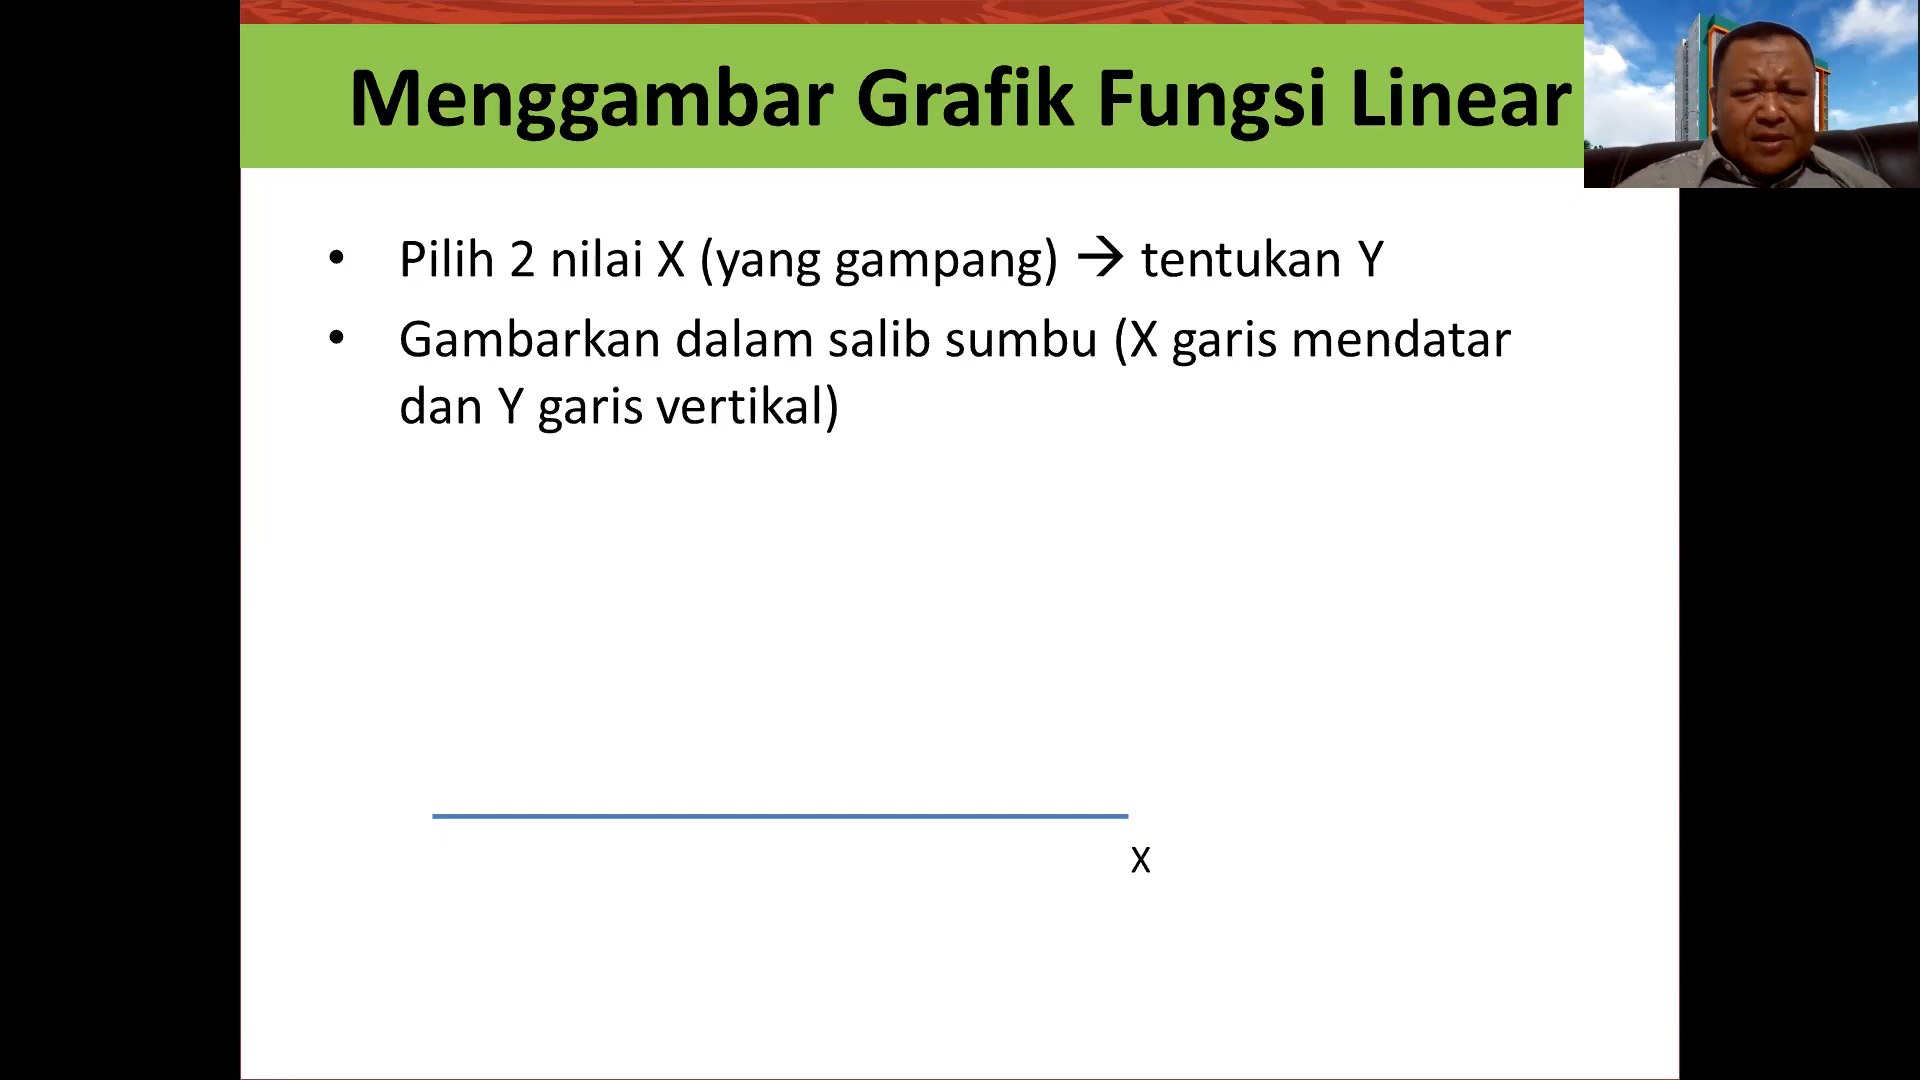 Menggambar Grafik Fungsi Linear
• Pilih 2 nilai X (yang gampang) → tentukan Y
• Gambarkan dalam salib sumbu (X garis mendatar
dan Y garis vertikal)
X